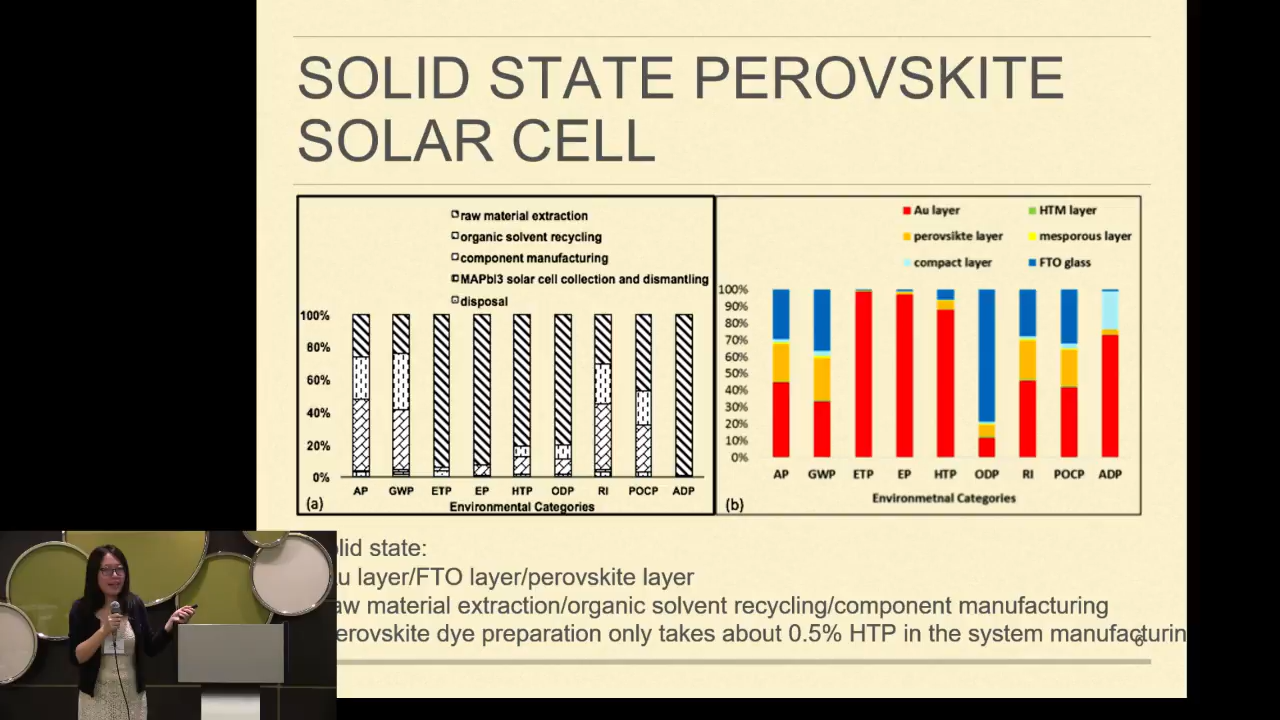 SOLID STATE PEROVSKITE
SOLAR CELL
raw material extraction
organic solvent recycling
component manufacturing
MAPbI3 solar cell collection and dismantling
disposal
100%
80%
60%
40%
20%
0%
AP GWP ETP EP HTP ODP RI POCP ADP
(a) Environmental Categories
Au layer HTM layer
perovsikte layer mesporous layer
compact layer FTO glass
100%
90%
80%
70%
60%
50%
40%
30%
20%
10%
0%
AP GWP ETP EP HTP ODP RI POCP ADP
(b) Environmetnal Categories
lid state:
u layer/FTO layer/perovskite layer
aw material extraction/organic solvent recycling/component manufacturing
erovskite dye preparation only takes about 0.5% HTP in the system manufacturin
6